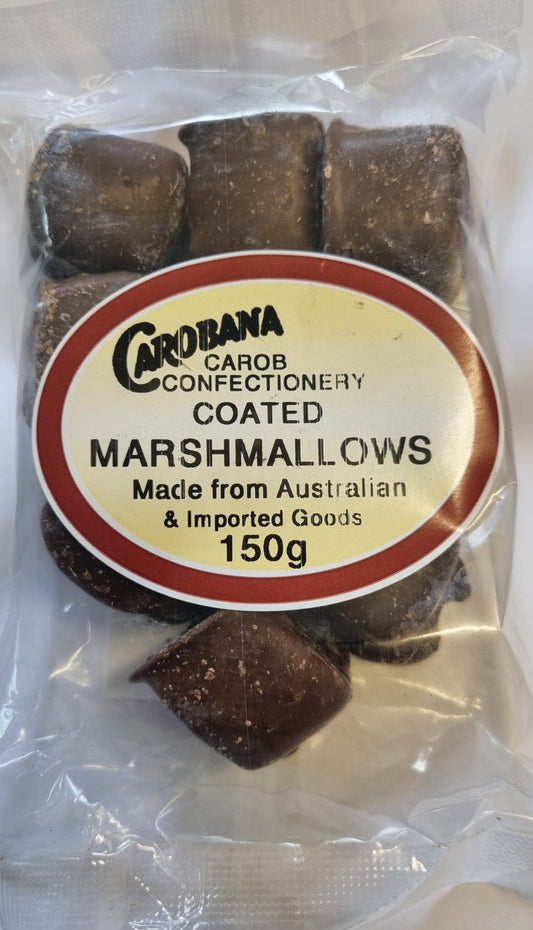 CAROBANA
CAROB
CONFECTIONERY
COATED
MARSHMALLOWS
Made from Australian
& Imported Goods
150g